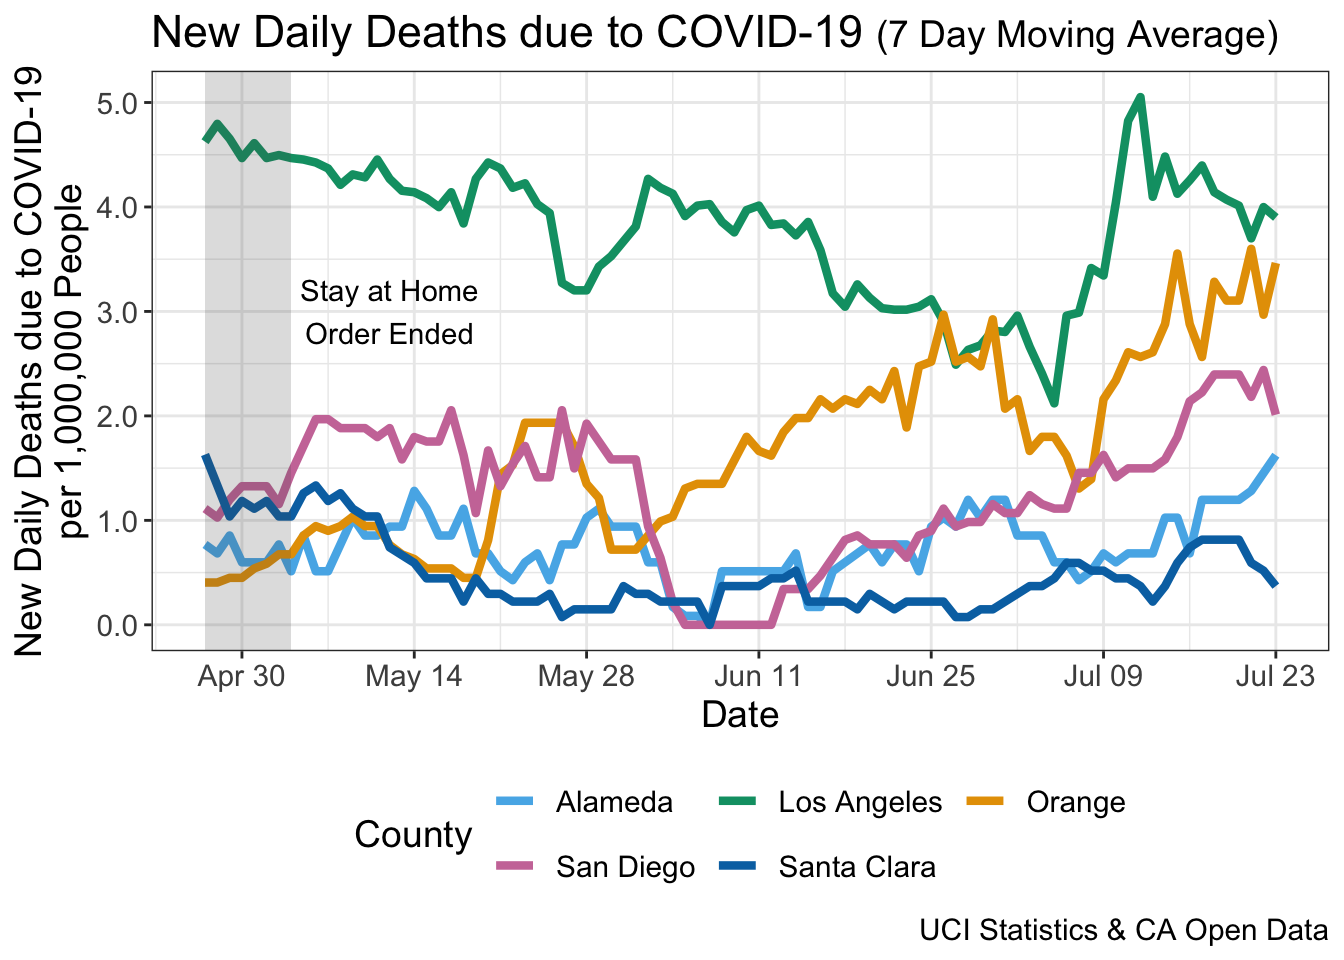 New Daily Deaths due to COVID-19 (7 Day Moving Average)
New Daily Deaths due to COVID-19
per 1,000,000 People
5.0
4.0
3.0
2.0
1.0
0.0
Stay at Home
Order Ended
Apr 30 May 14 May 28 Jun 11 Jun 25 Jul 09 Jul 23
Date
County
Alameda Los Angeles Orange
San Diego Santa Clara
UCI Statistics & CA Open Data